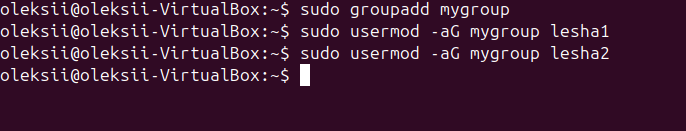 oleksii@oleksii-VirtualBox:~$ sudo groupadd mygroup
oleksii@oleksii-VirtualBox:~$ sudo usermod -aG mygroup lesha1
oleksii@oleksii-VirtualBox:~$ sudo usermod -aG mygroup lesha2
oleksii@oleksii-VirtualBox:~$